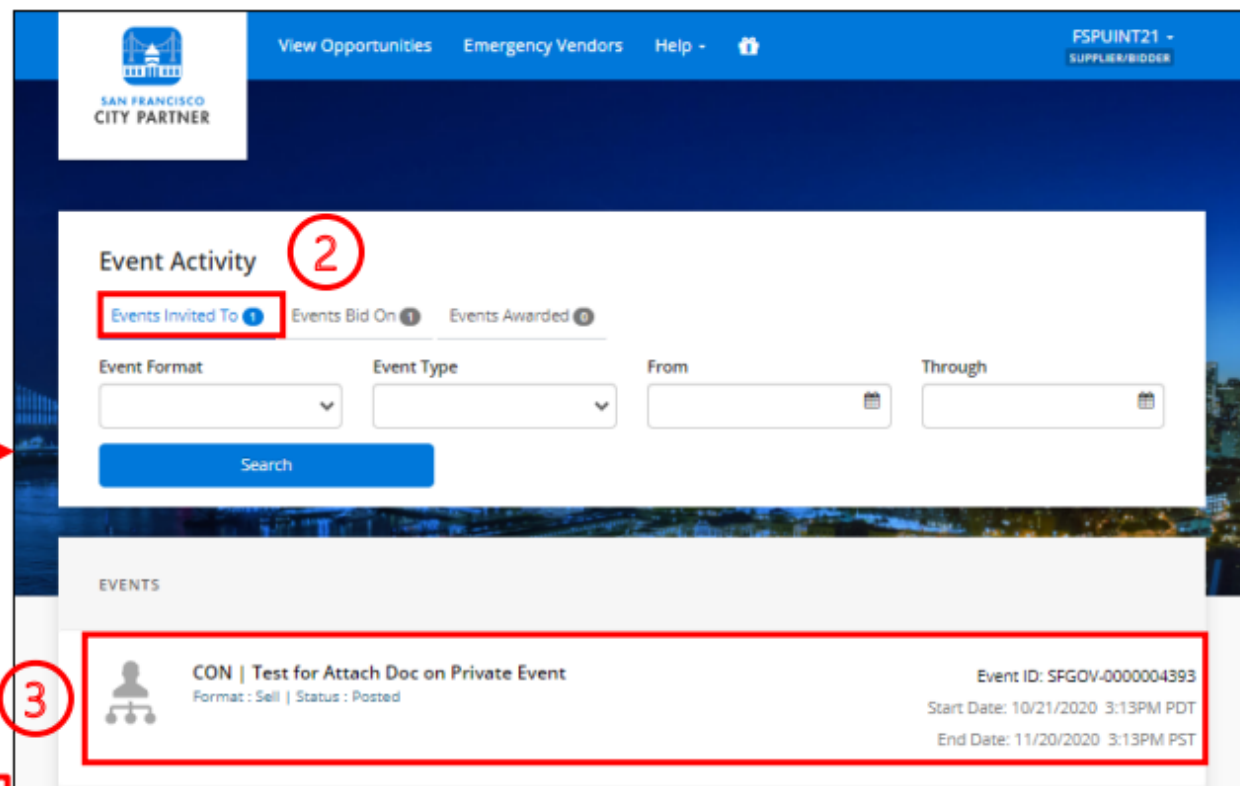 View Opportunities Emergency Vendors Help - FSPUINT21 -
SUPPLIER/BIDDER
SAN FRANCISCO
CITY PARTNER
Event Activity 2
Events Invited To 1 Events Bid On 1 Events Awarded 0
Event Format Event Type From Through
Search
EVENTS
3
CON | Test for Attach Doc on Private Event Event ID: SFGOV-0000004393
Format : Sell | Status : Posted Start Date: 10/21/2020 3:13PM PDT
End Date: 11/20/2020 3:13PM PST